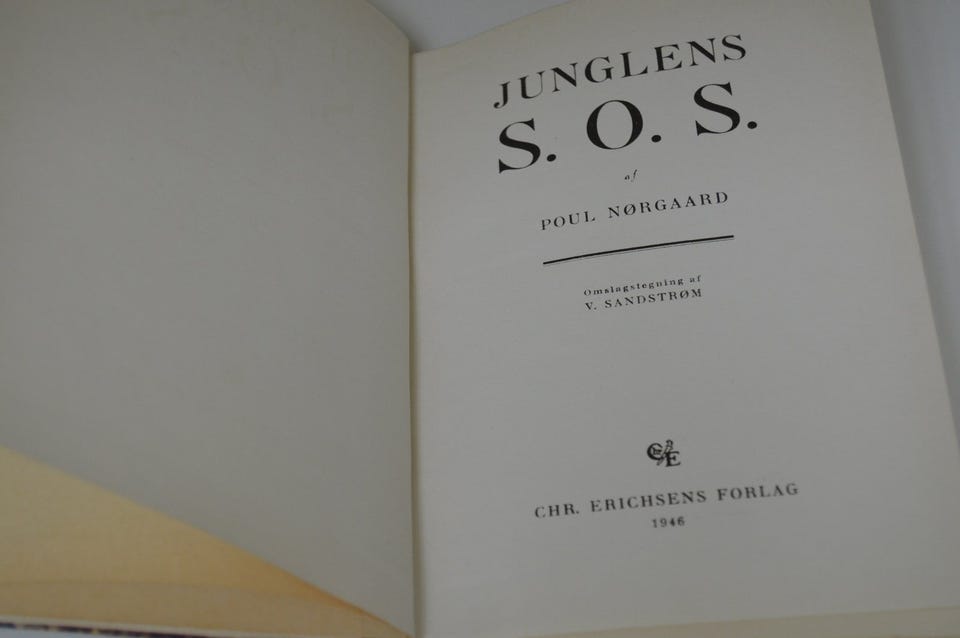 JUNGLENS
S. O. S.
af
POUL NØRGAARD
Omslagstegning af
V. SANDSTRØM
CHR. ERICHSENS FORLAG
1946